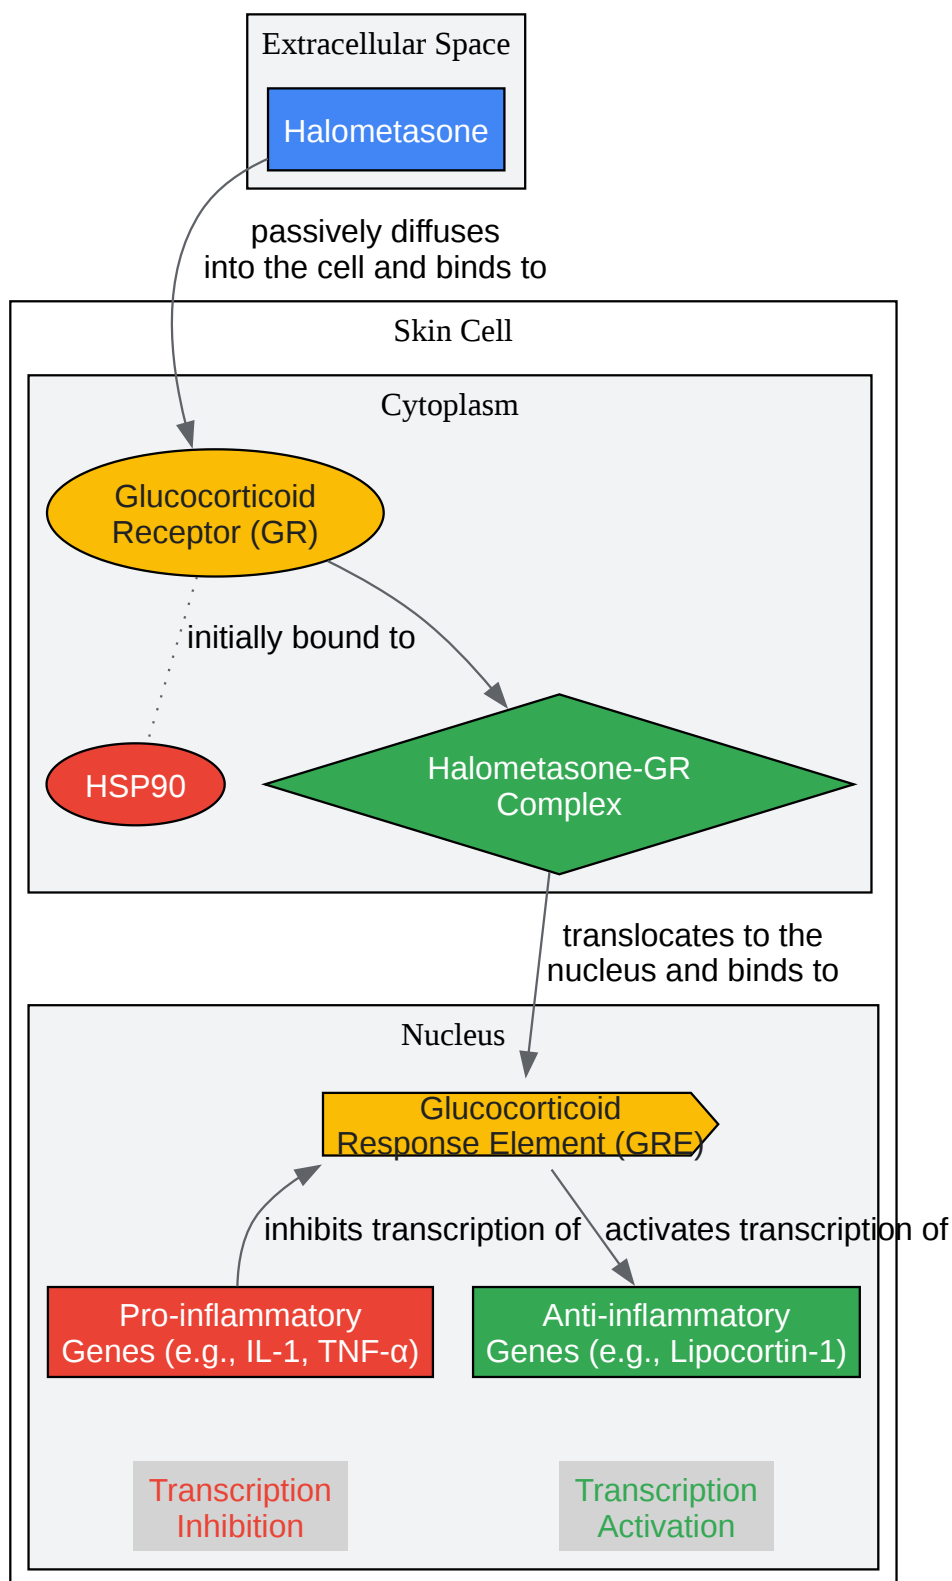 Extracellular Space
Halometasone
passively diffuses
into the cell and binds to
Skin Cell
Cytoplasm
Glucocorticoid
Receptor (GR)
initially bound to
HSP90
Halometasone-GR
Complex
translocates to the
nucleus and binds to
Nucleus
Glucocorticoid
Response Element (GRE)
inhibits transcription of
activates transcription of
Pro-inflammatory
Genes (e.g., IL-1, TNF-α)
Anti-inflammatory
Genes (e.g., Lipocortin-1)
Transcription
Inhibition
Transcription
Activation